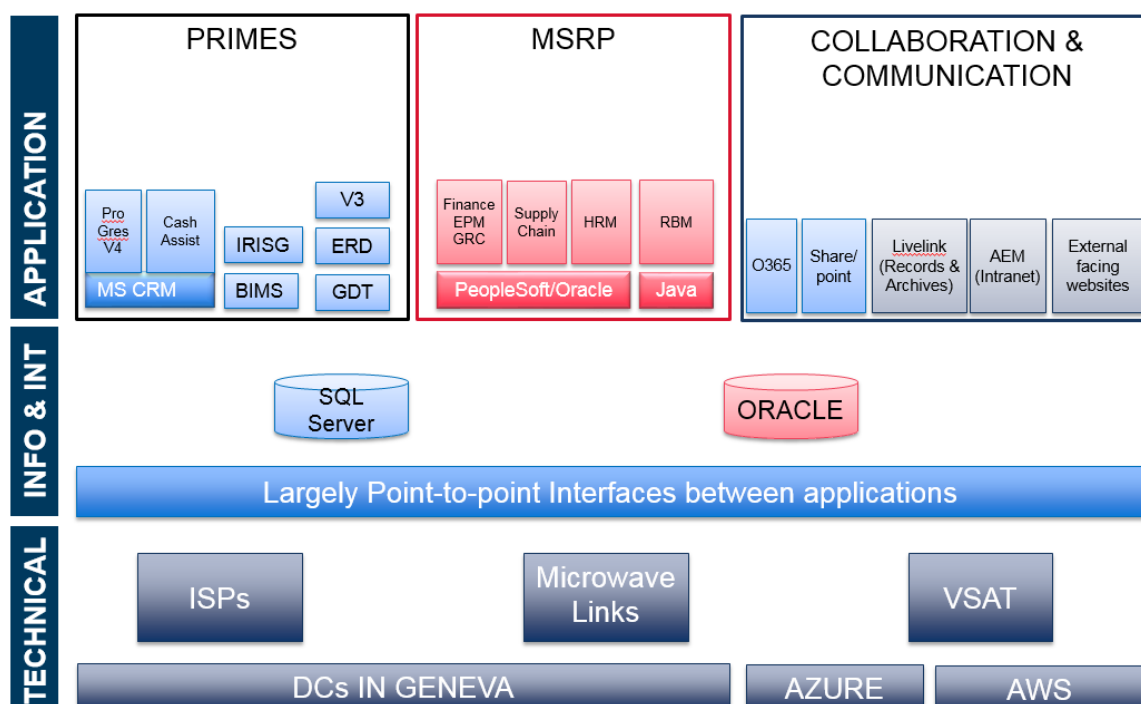 APPLICATION
PRIMES
Pro
Gres
V4
Cash
Assist
MS CRM
IRISG
BIMS
V3
ERD
GDT
MSRP
Finance
EPM
GRC
Supply
Chain
HRM
RBM
PeopleSoft/Oracle
Java
COLLABORATION &
COMMUNICATION
O365
Share/
point
Livelink
(Records &
Archives)
AEM
(Intranet)
External
facing
websites
INFO & INT
SQL
Server
ORACLE
Largely Point-to-point Interfaces between applications
TECHNICAL
ISPs
Microwave
Links
VSAT
DCs IN GENEVA
AZURE
AWS